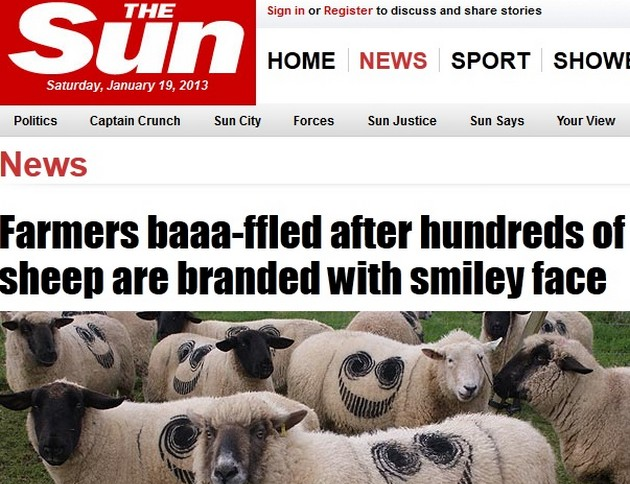 THE
Sun
Saturday, January 19, 2013
Sign in or Register to discuss and share stories
HOME NEWS SPORT SHOWE
Politics Captain Crunch Sun City Forces Sun Justice Sun Says Your View
News
Farmers baaa-ffled after hundreds of
sheep are branded with smiley face